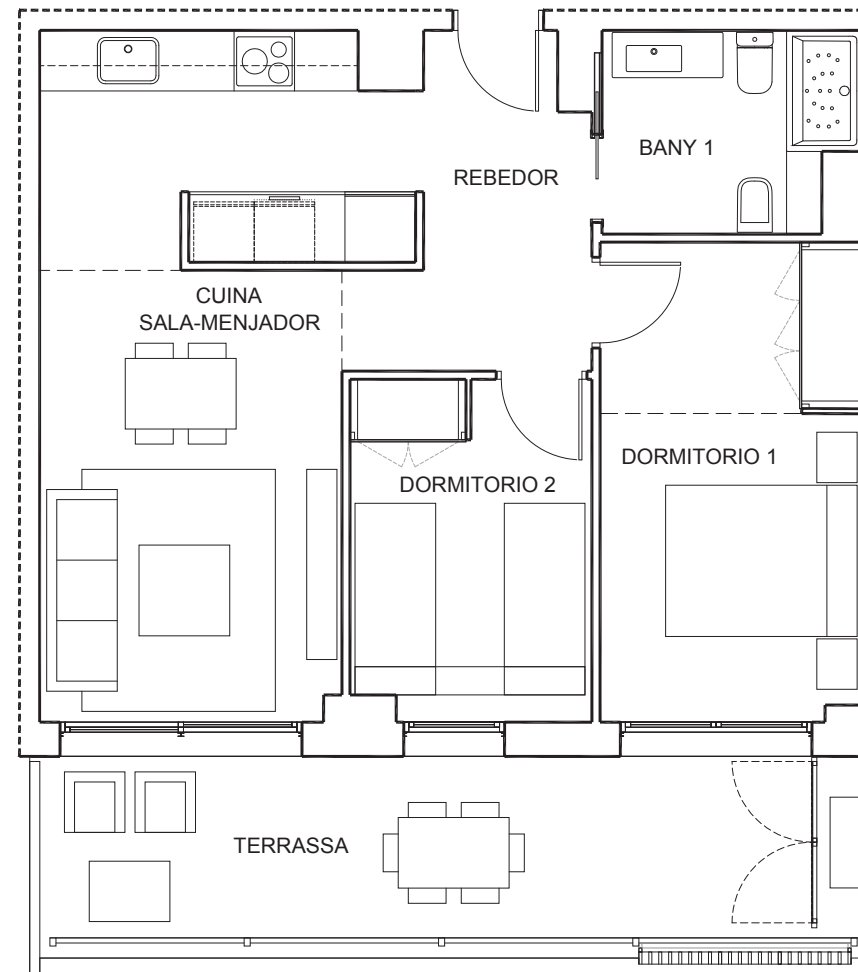 BANY 1
REBEDOR
CUINA
SALA-MENJADOR
DORMITORIO 1
DORMITORIO 2
TERRASSA